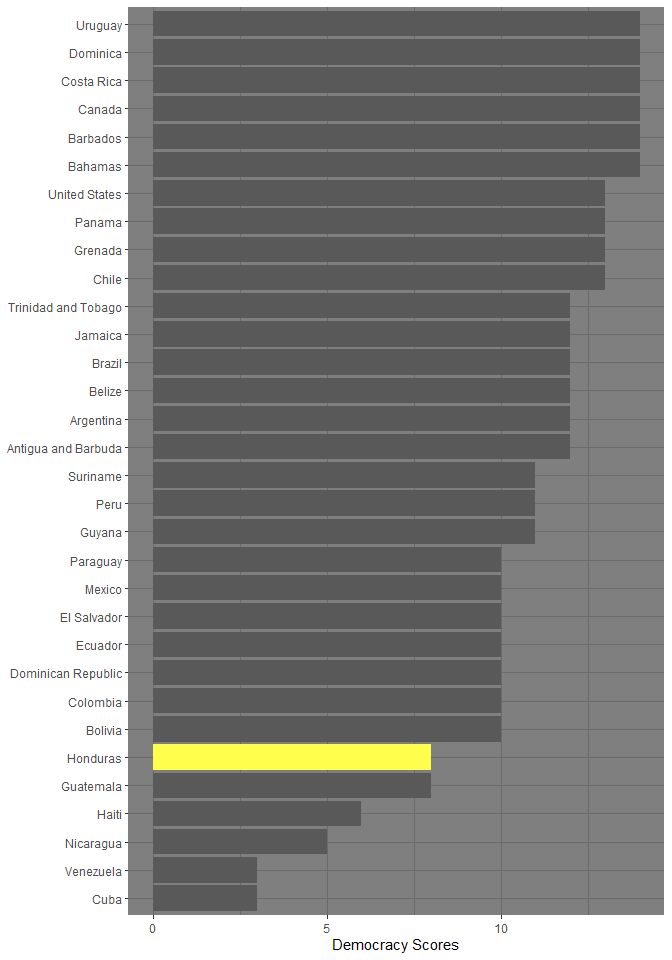 Uruguay
Dominica
Costa Rica
Canada
Barbados
Bahamas
United States
Panama
Grenada
Chile
Trinidad and Tobago
Jamaica
Brazil
Belize
Argentina
Antigua and Barbuda
Suriname
Peru
Guyana
Paraguay
Mexico
El Salvador
Ecuador
Dominican Republic
Colombia
Bolivia
Honduras
Guatemala
Haiti
Nicaragua
Venezuela
Cuba
0 5 10
Democracy Scores